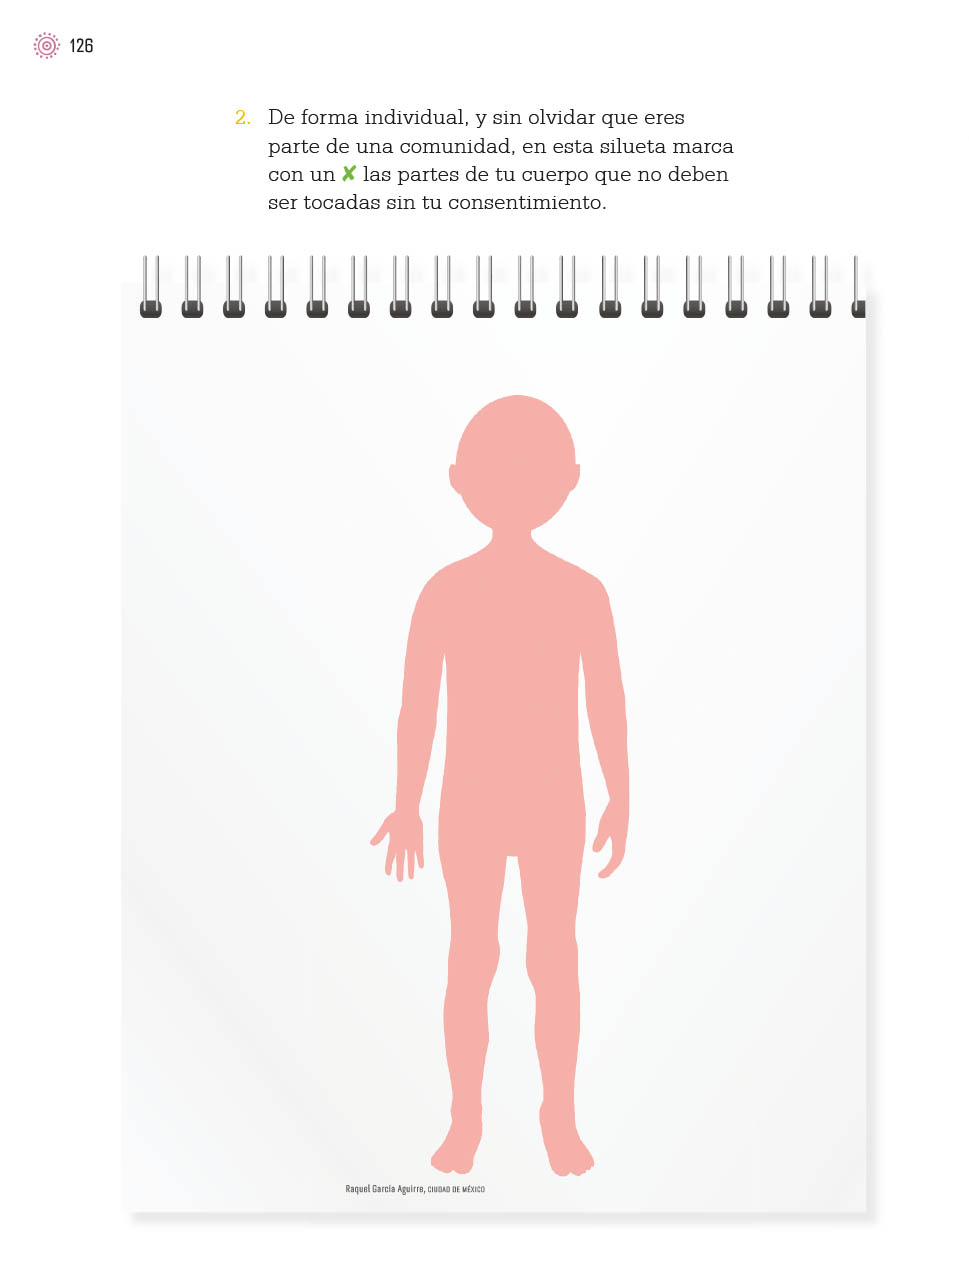 126
2. De forma individual, y sin olvidar que eres
parte de una comunidad, en esta silueta marca
con un ✘ las partes de tu cuerpo que no deben
ser tocadas sin tu consentimiento.
Raquel García Aguirre, CIUDAD DE MÉXICO